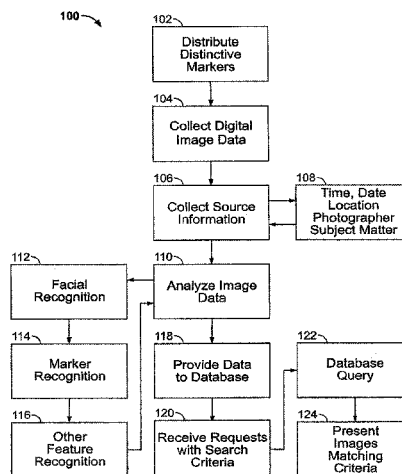 100
102
Distribute
Distinctive
Markers
104
Collect Digital
Image Data
106
Collect Source
Information
108
Time, Date
Location
Photographer
Subject Matter
110
Analyze Image
Data
112
Facial
Recognition
114
Marker
Recognition
116
Other
Feature
Recognition
118
Provide Data
to Database
120
Receive Requests
with Search
Criteria
122
Database
Query
124
Present
Images
Matching
Criteria